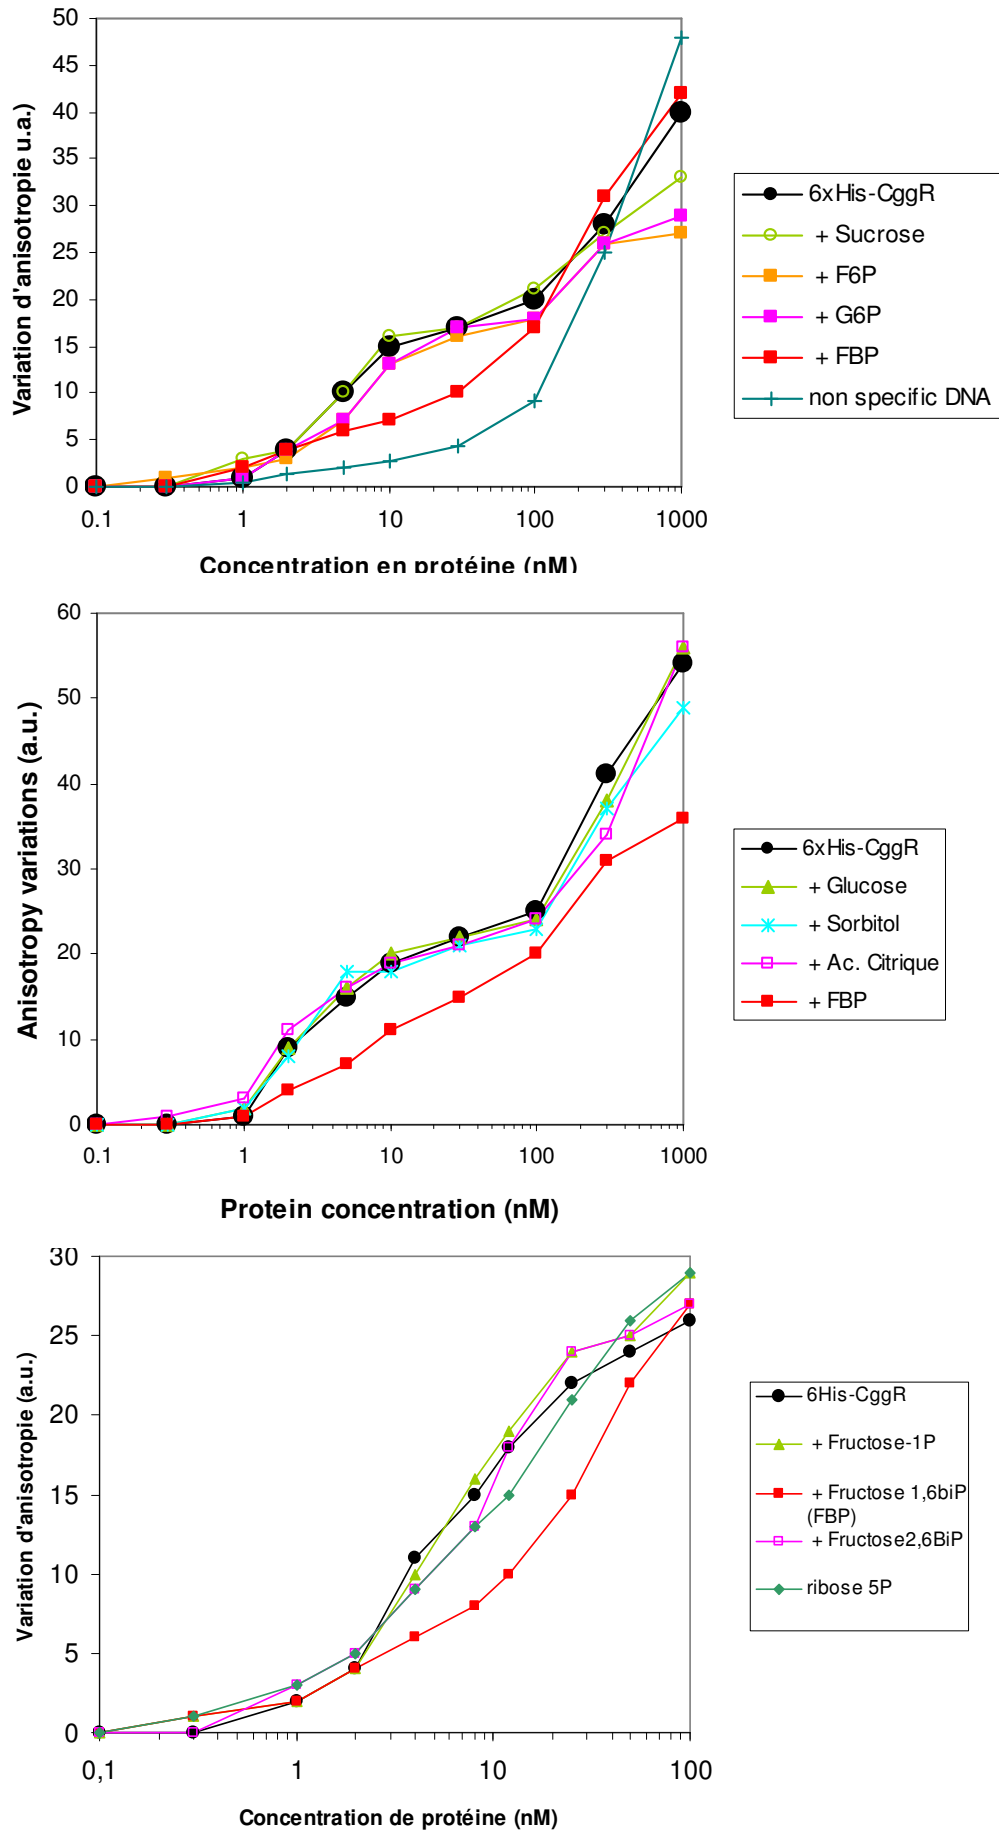 50
45
40
35
30
25
20
15
10
5
0
Variation d'anisotropie u.a.)
0.1 1 10 100 1000
Concentration en protéine (nM)
6xHis-CggR
+ Sucrose
+ F6P
+ G6P
+ FBP
non specific DNA
60
50
40
30
20
10
0
Anisotropy variations (a.u.)
0.1 1 10 100 1000
Protein concentration (nM)
6xHis-CggR
+ Glucose
+ Sorbitol
+ Ac. Citrique
+ FBP
30
25
20
15
10
5
0
Variation d'anisotropie (a.u.)
0,1 1 10 100
Concentration de protéine (nM)
6His-CggR
+ Fructose-1P
+ Fructose 1,6biP
(FBP)
+ Fructose2,6BiP
ribose 5P